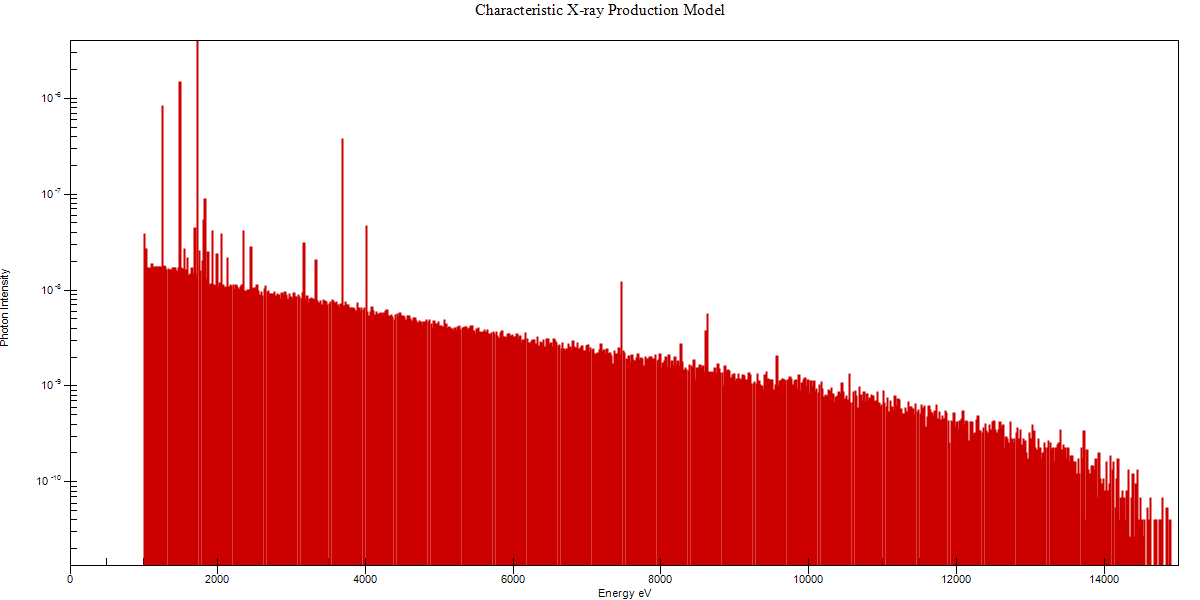 Characteristic X-ray Production Model
10⁻⁶
10⁻⁷
10⁻⁸
10⁻⁹
10⁻¹⁰
Photon Intensity
0 2000 4000 6000 8000 10000 12000 14000
Energy eV